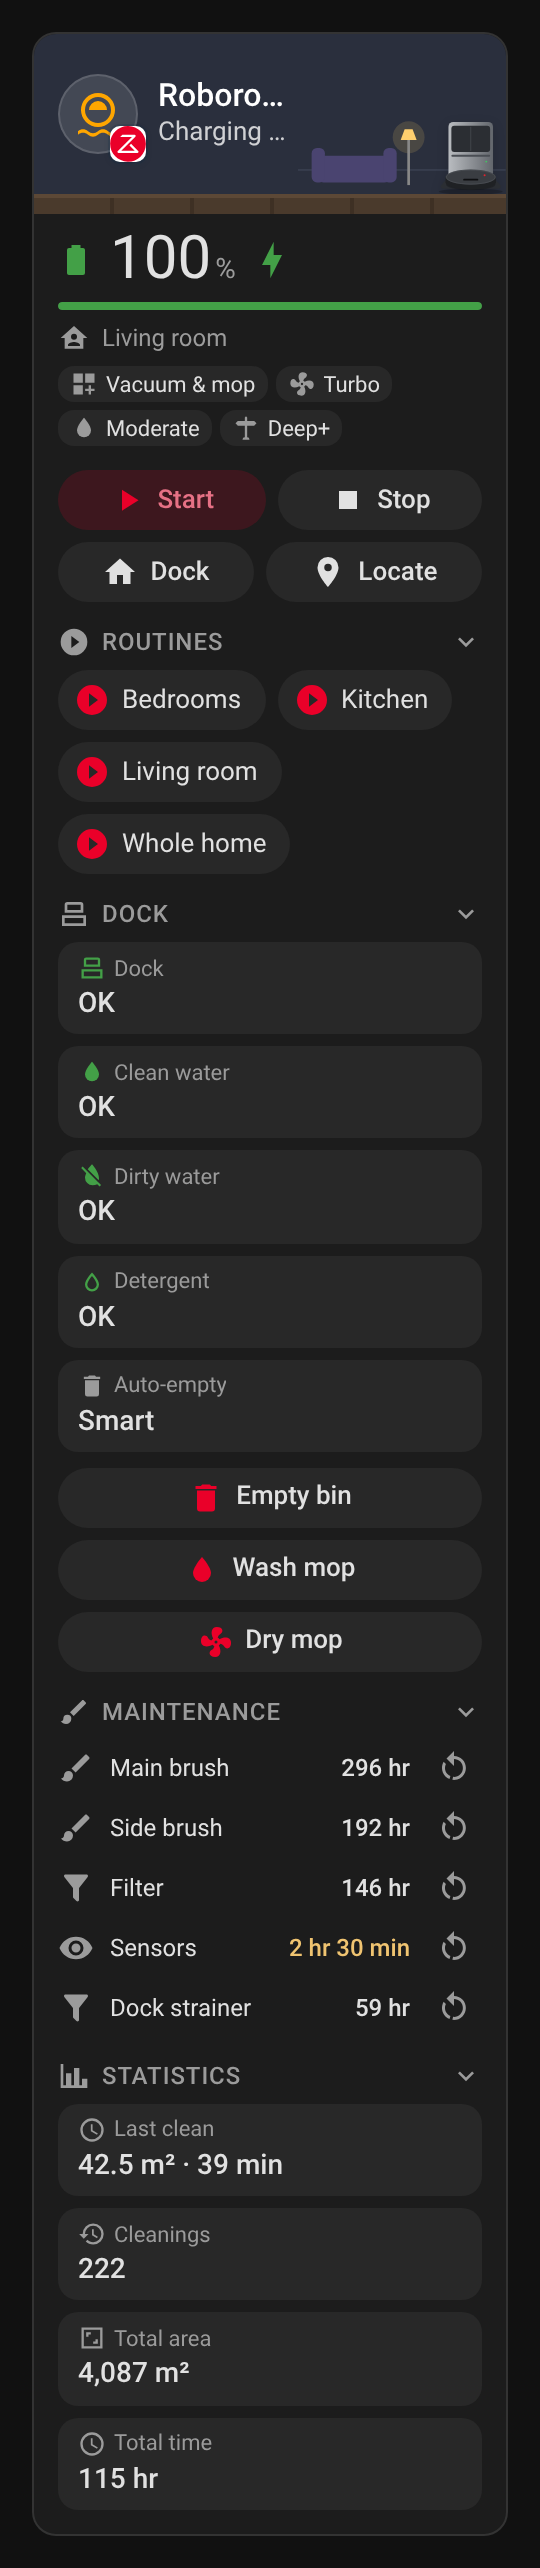 Roboro...
Charging ...
100 %
Living room
Vacuum & mop Turbo
Moderate Deep+
Start Stop
Dock Locate
ROUTINES
Bedrooms Kitchen
Living room
Whole home
DOCK
Dock
OK
Clean water
OK
Dirty water
OK
Detergent
OK
Auto-empty
Smart
Empty bin
Wash mop
Dry mop
MAINTENANCE
Main brush 296 hr
Side brush 192 hr
Filter 146 hr
Sensors 2 hr 30 min
Dock strainer 59 hr
STATISTICS
Last clean
42.5 m² · 39 min
Cleanings
222
Total area
4,087 m²
Total time
115 hr